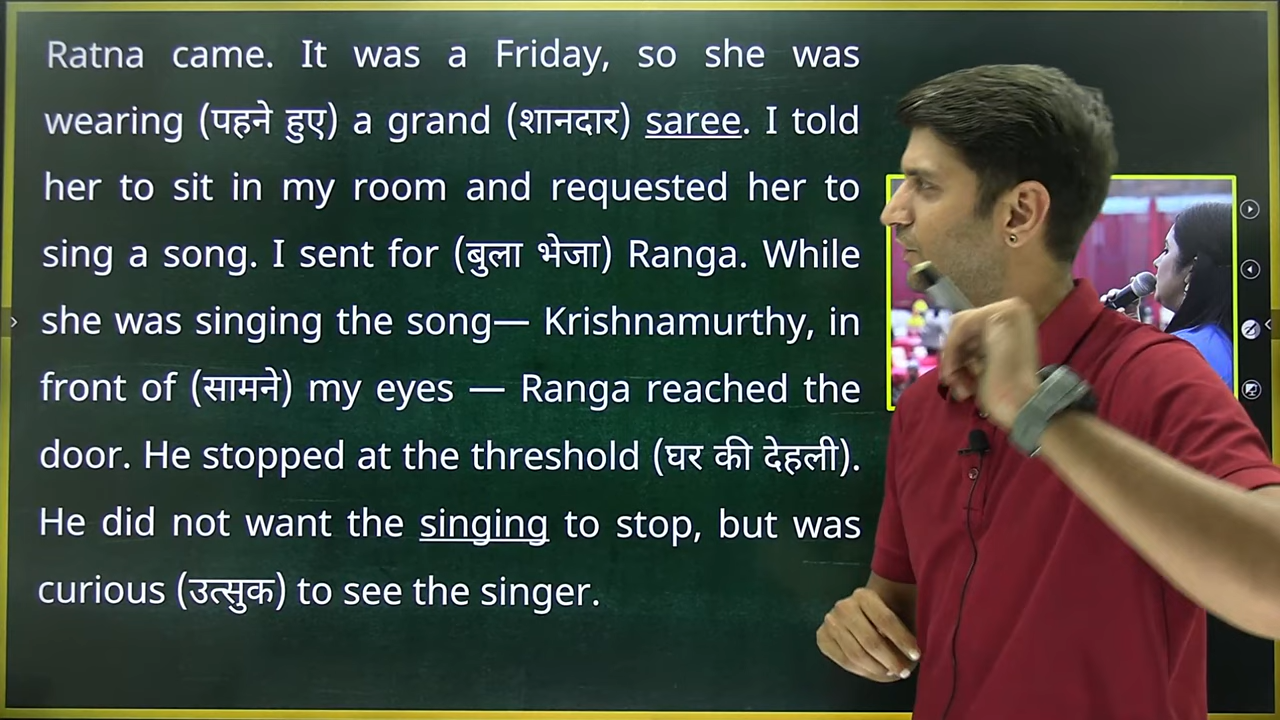 Ratna came. It was a Friday, so she was
wearing (पहने हुए) a grand (शानदार) saree. I told
her to sit in my room and requested her to
sing a song. I sent for (बुला भेजा) Ranga. While
she was singing the song— Krishnamurthy, in
front of (सामने) my eyes — Ranga reached the
door. He stopped at the threshold (घर की देहली).
He did not want the singing to stop, but was
curious (उत्सुक) to see the singer.